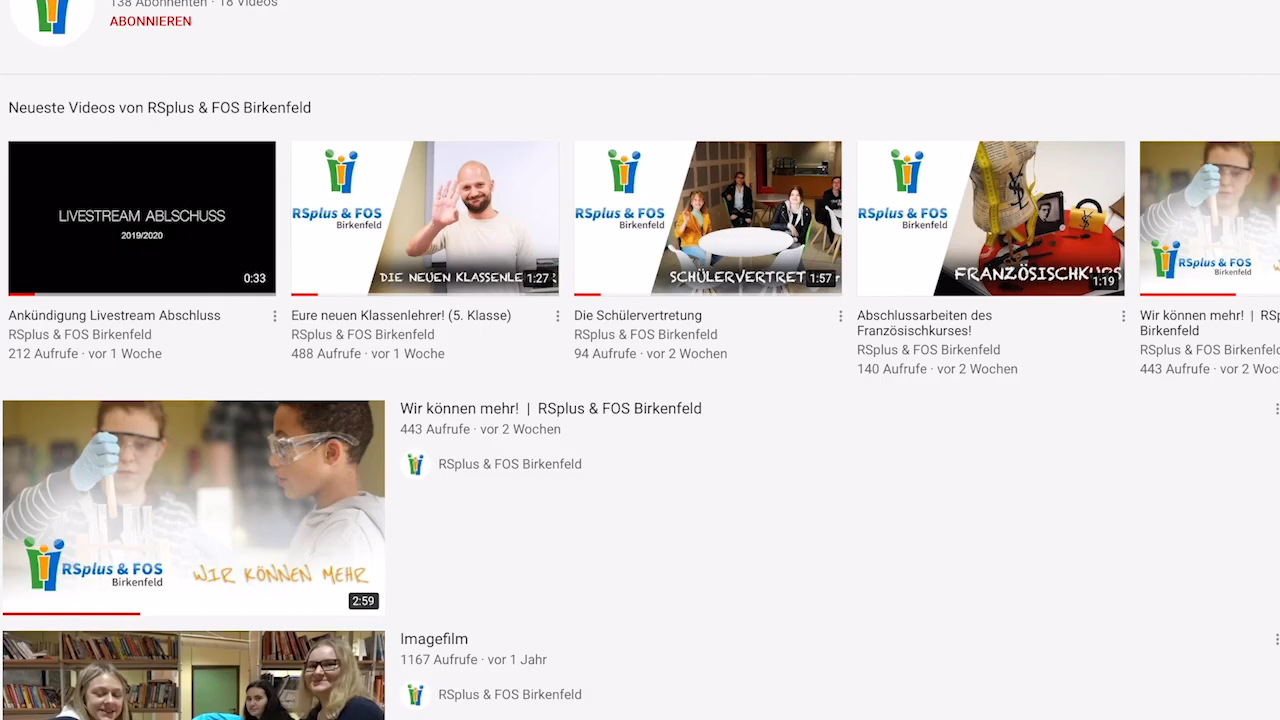 138 Abonnenten · 18 Videos
ABONNIEREN
Neueste Videos von RSplus & FOS Birkenfeld
LIVESTREAM ABLSCHUSS
2019/2020
0:33
RSplus & FOS
Birkenfeld
DIE NEUEN KLASSENLE
1:27
RSplus & FOS
Birkenfeld
SCHÜLERVERTRET
1:57
RSplus & FOS
Birkenfeld
FRANZÖSISCHKURS
1:19
RSplus & FOS
Birkenfeld
Ankündigung Livestream Abschluss
RSplus & FOS Birkenfeld
212 Aufrufe · vor 1 Woche
Eure neuen Klassenlehrer! (5. Klasse)
RSplus & FOS Birkenfeld
488 Aufrufe · vor 1 Woche
Die Schülervertretung
RSplus & FOS Birkenfeld
94 Aufrufe · vor 2 Wochen
Abschlussarbeiten des
Französischkurses!
RSplus & FOS Birkenfeld
140 Aufrufe · vor 2 Wochen
Wir können mehr! | RSp
Birkenfeld
RSplus & FOS Birkenfeld
443 Aufrufe · vor 2 Woc
RSplus & FOS
Birkenfeld
WIR KÖNNEN MEHR
2:59
Wir können mehr! | RSplus & FOS Birkenfeld
443 Aufrufe · vor 2 Wochen
RSplus & FOS Birkenfeld
Imagefilm
1167 Aufrufe · vor 1 Jahr
RSplus & FOS Birkenfeld